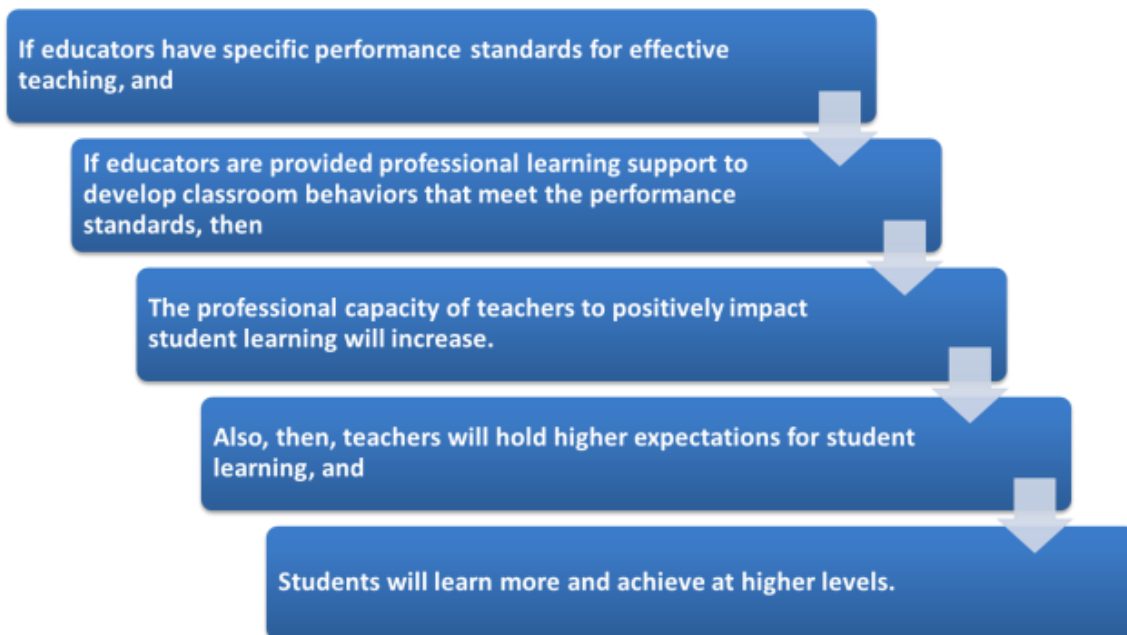 If educators have specific performance standards for effective
teaching, and
If educators are provided professional learning support to
develop classroom behaviors that meet the performance
standards, then
The professional capacity of teachers to positively impact
student learning will increase.
Also, then, teachers will hold higher expectations for student
learning, and
Students will learn more and achieve at higher levels.